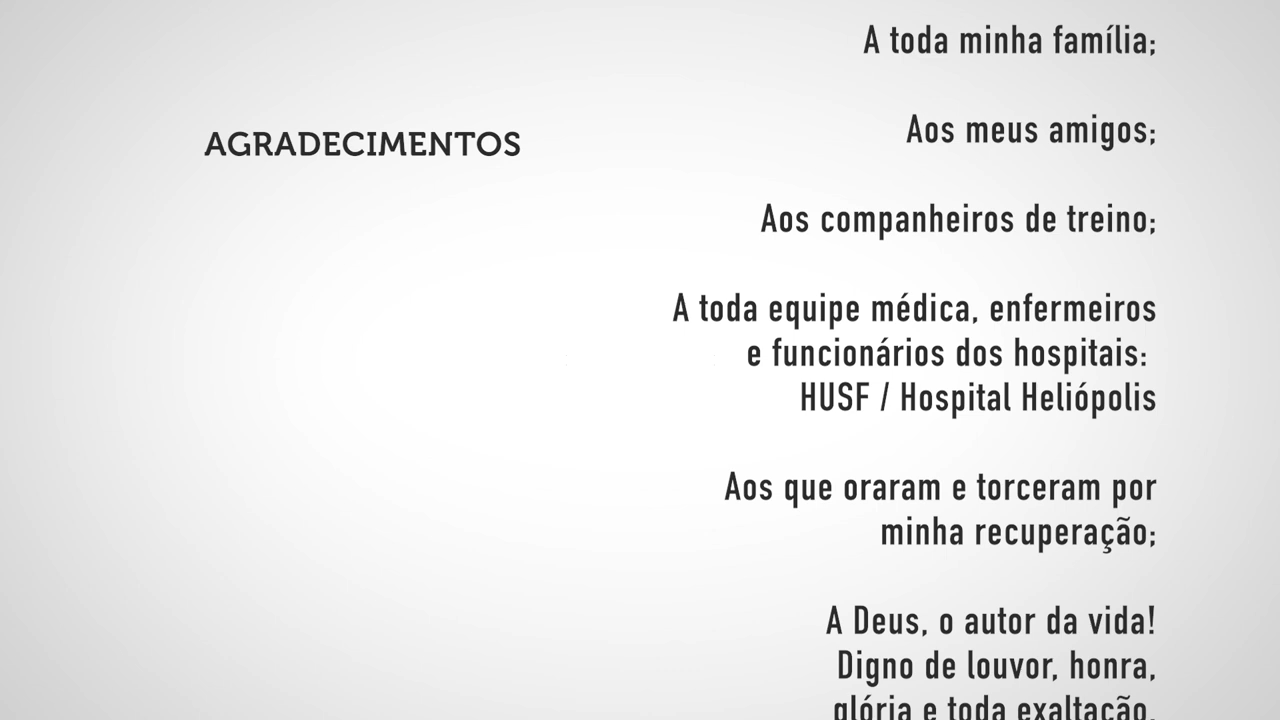 AGRADECIMENTOS
A toda minha família;
Aos meus amigos;
Aos companheiros de treino;
A toda equipe médica, enfermeiros
e funcionários dos hospitais:
HUSF / Hospital Heliópolis
Aos que oraram e torceram por
minha recuperação;
A Deus, o autor da vida!
Digno de louvor, honra,
glória e toda exaltação.